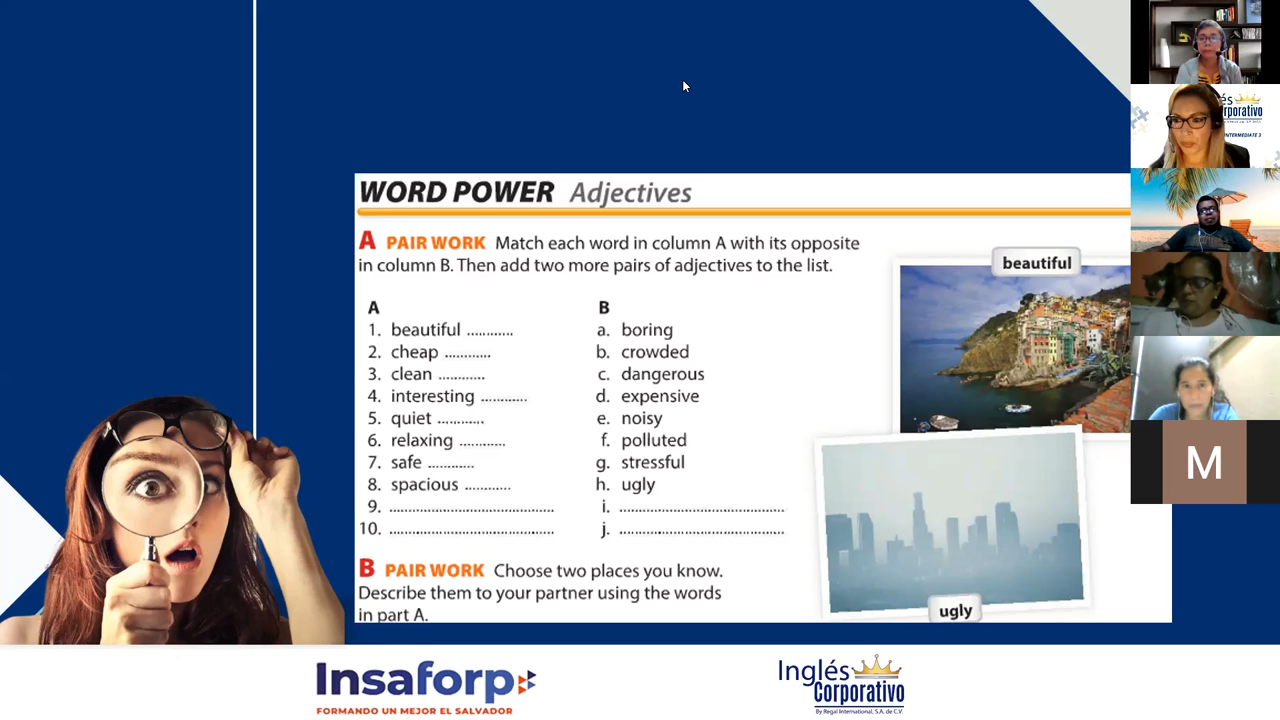 WORD POWER Adjectives
A PAIR WORK Match each word in column A with its opposite
in column B. Then add two more pairs of adjectives to the list.
A B
1. beautiful ............ a. boring
2. cheap ............ b. crowded
3. clean ............ c. dangerous
4. interesting ............ d. expensive
5. quiet ............ e. noisy
6. relaxing ............ f. polluted
7. safe ............ g. stressful
8. spacious ............ h. ugly
9. ............................................ i. ............................................
10. ............................................ j. ............................................
B PAIR WORK Choose two places you know.
Describe them to your partner using the words
in part A.
beautiful
ugly
Insaforp
FORMANDO UN MEJOR EL SALVADOR
Inglés
Corporativo
By Regal International, S.A. de C.V.
és
rporativo
NTERMEDIATE 3
M